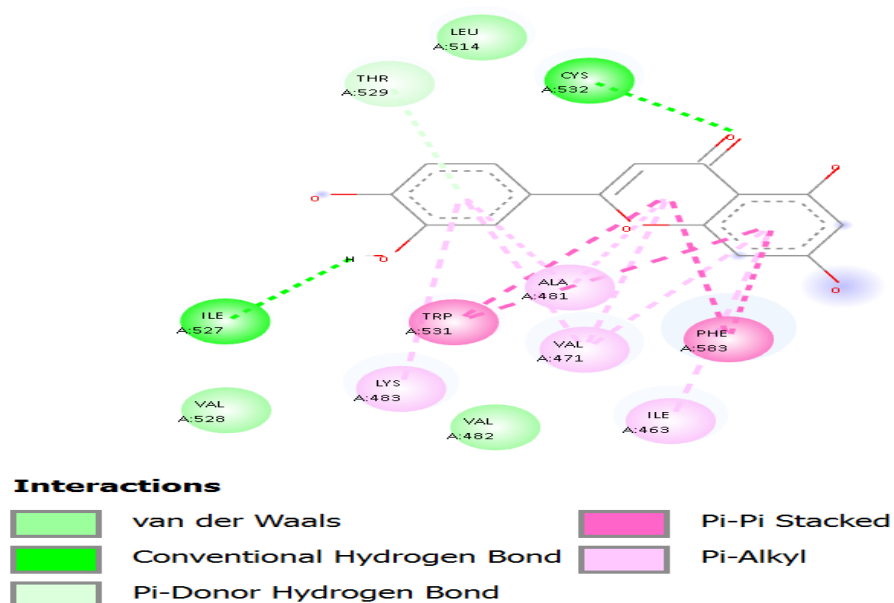 LEU
A:514
THR
A:529
CYS
A:532
O
O
O
O
O
H
O
O
ILE
A:527
ALA
A:481
TRP
A:531
VAL
A:471
PHE
A:583
LYS
A:483
VAL
A:528
VAL
A:482
ILE
A:463
Interactions
van der Waals
Conventional Hydrogen Bond
Pi-Donor Hydrogen Bond
Pi-Pi Stacked
Pi-Alkyl